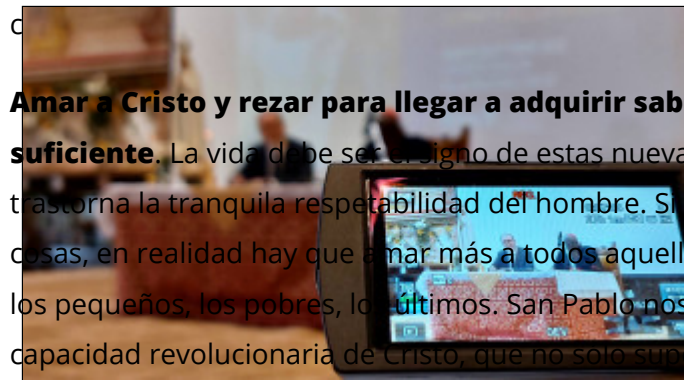 c
Amar a Cristo y rezar para llegar a adquirir sab
suficiente. La vida debe ser el signo de estas nueva
trastorna la tranquila respetabilidad del hombre. Si
cosas, en realidad hay que amar más a todos aquell
los pequeños, los pobres, los últimos. San Pablo nos
capacidad revolucionaria de Cristo, que no solo sup